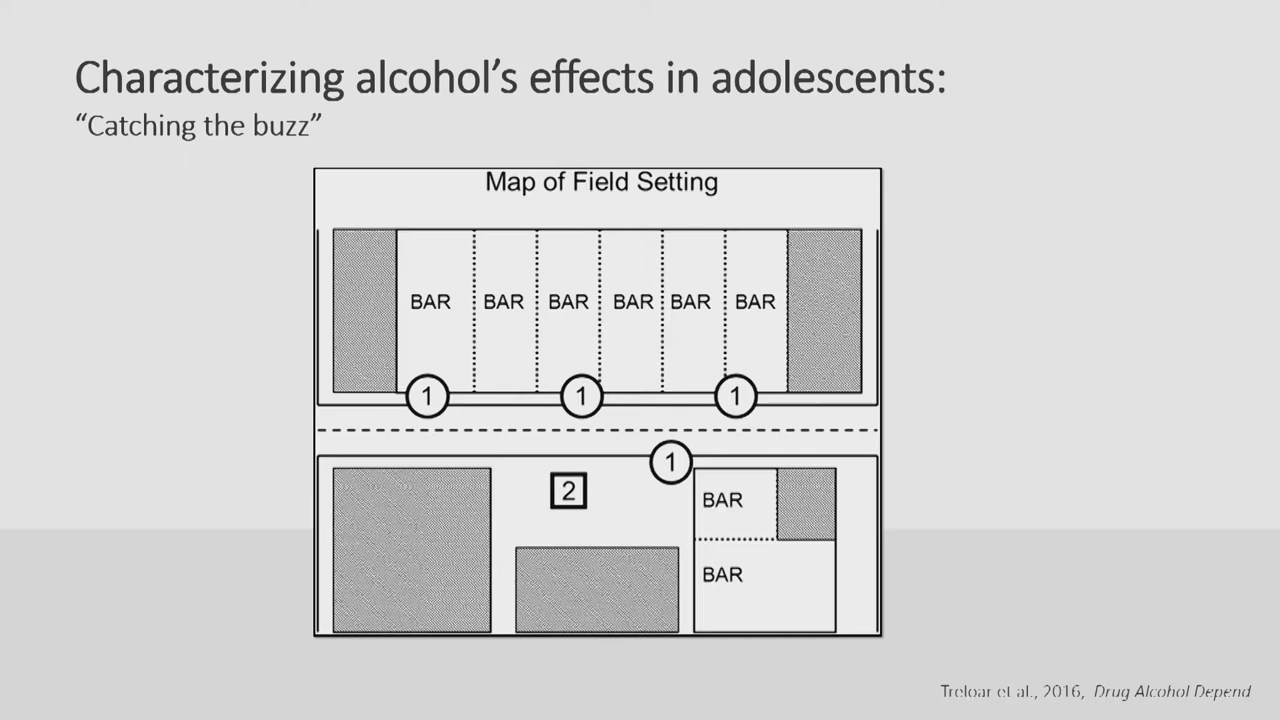 Characterizing alcohol’s effects in adolescents:
“Catching the buzz”
Map of Field Setting
BAR BAR BAR BAR BAR BAR
1 1 1
1
2
BAR
BAR
Treloar et al., 2016, Drug Alcohol Depend